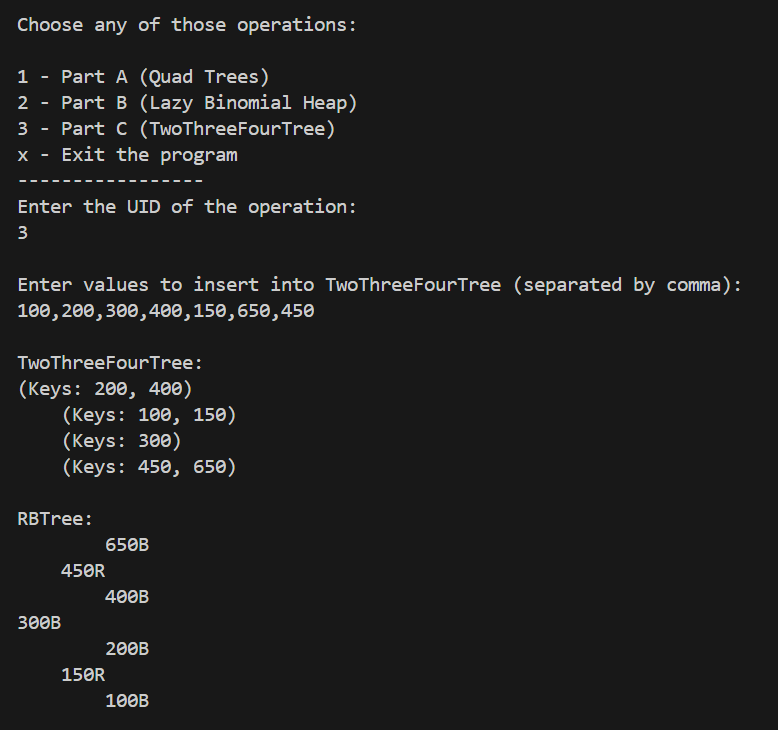 Choose any of those operations:
1 - Part A (Quad Trees)
2 - Part B (Lazy Binomial Heap)
3 - Part C (TwoThreeFourTree)
x - Exit the program
-----------------
Enter the UID of the operation:
3
Enter values to insert into TwoThreeFourTree (separated by comma):
100,200,300,400,150,650,450
TwoThreeFourTree:
(Keys: 200, 400)
    (Keys: 100, 150)
    (Keys: 300)
    (Keys: 450, 650)
RBTree:
        650B
    450R
        400B
300B
        200B
    150R
        100B